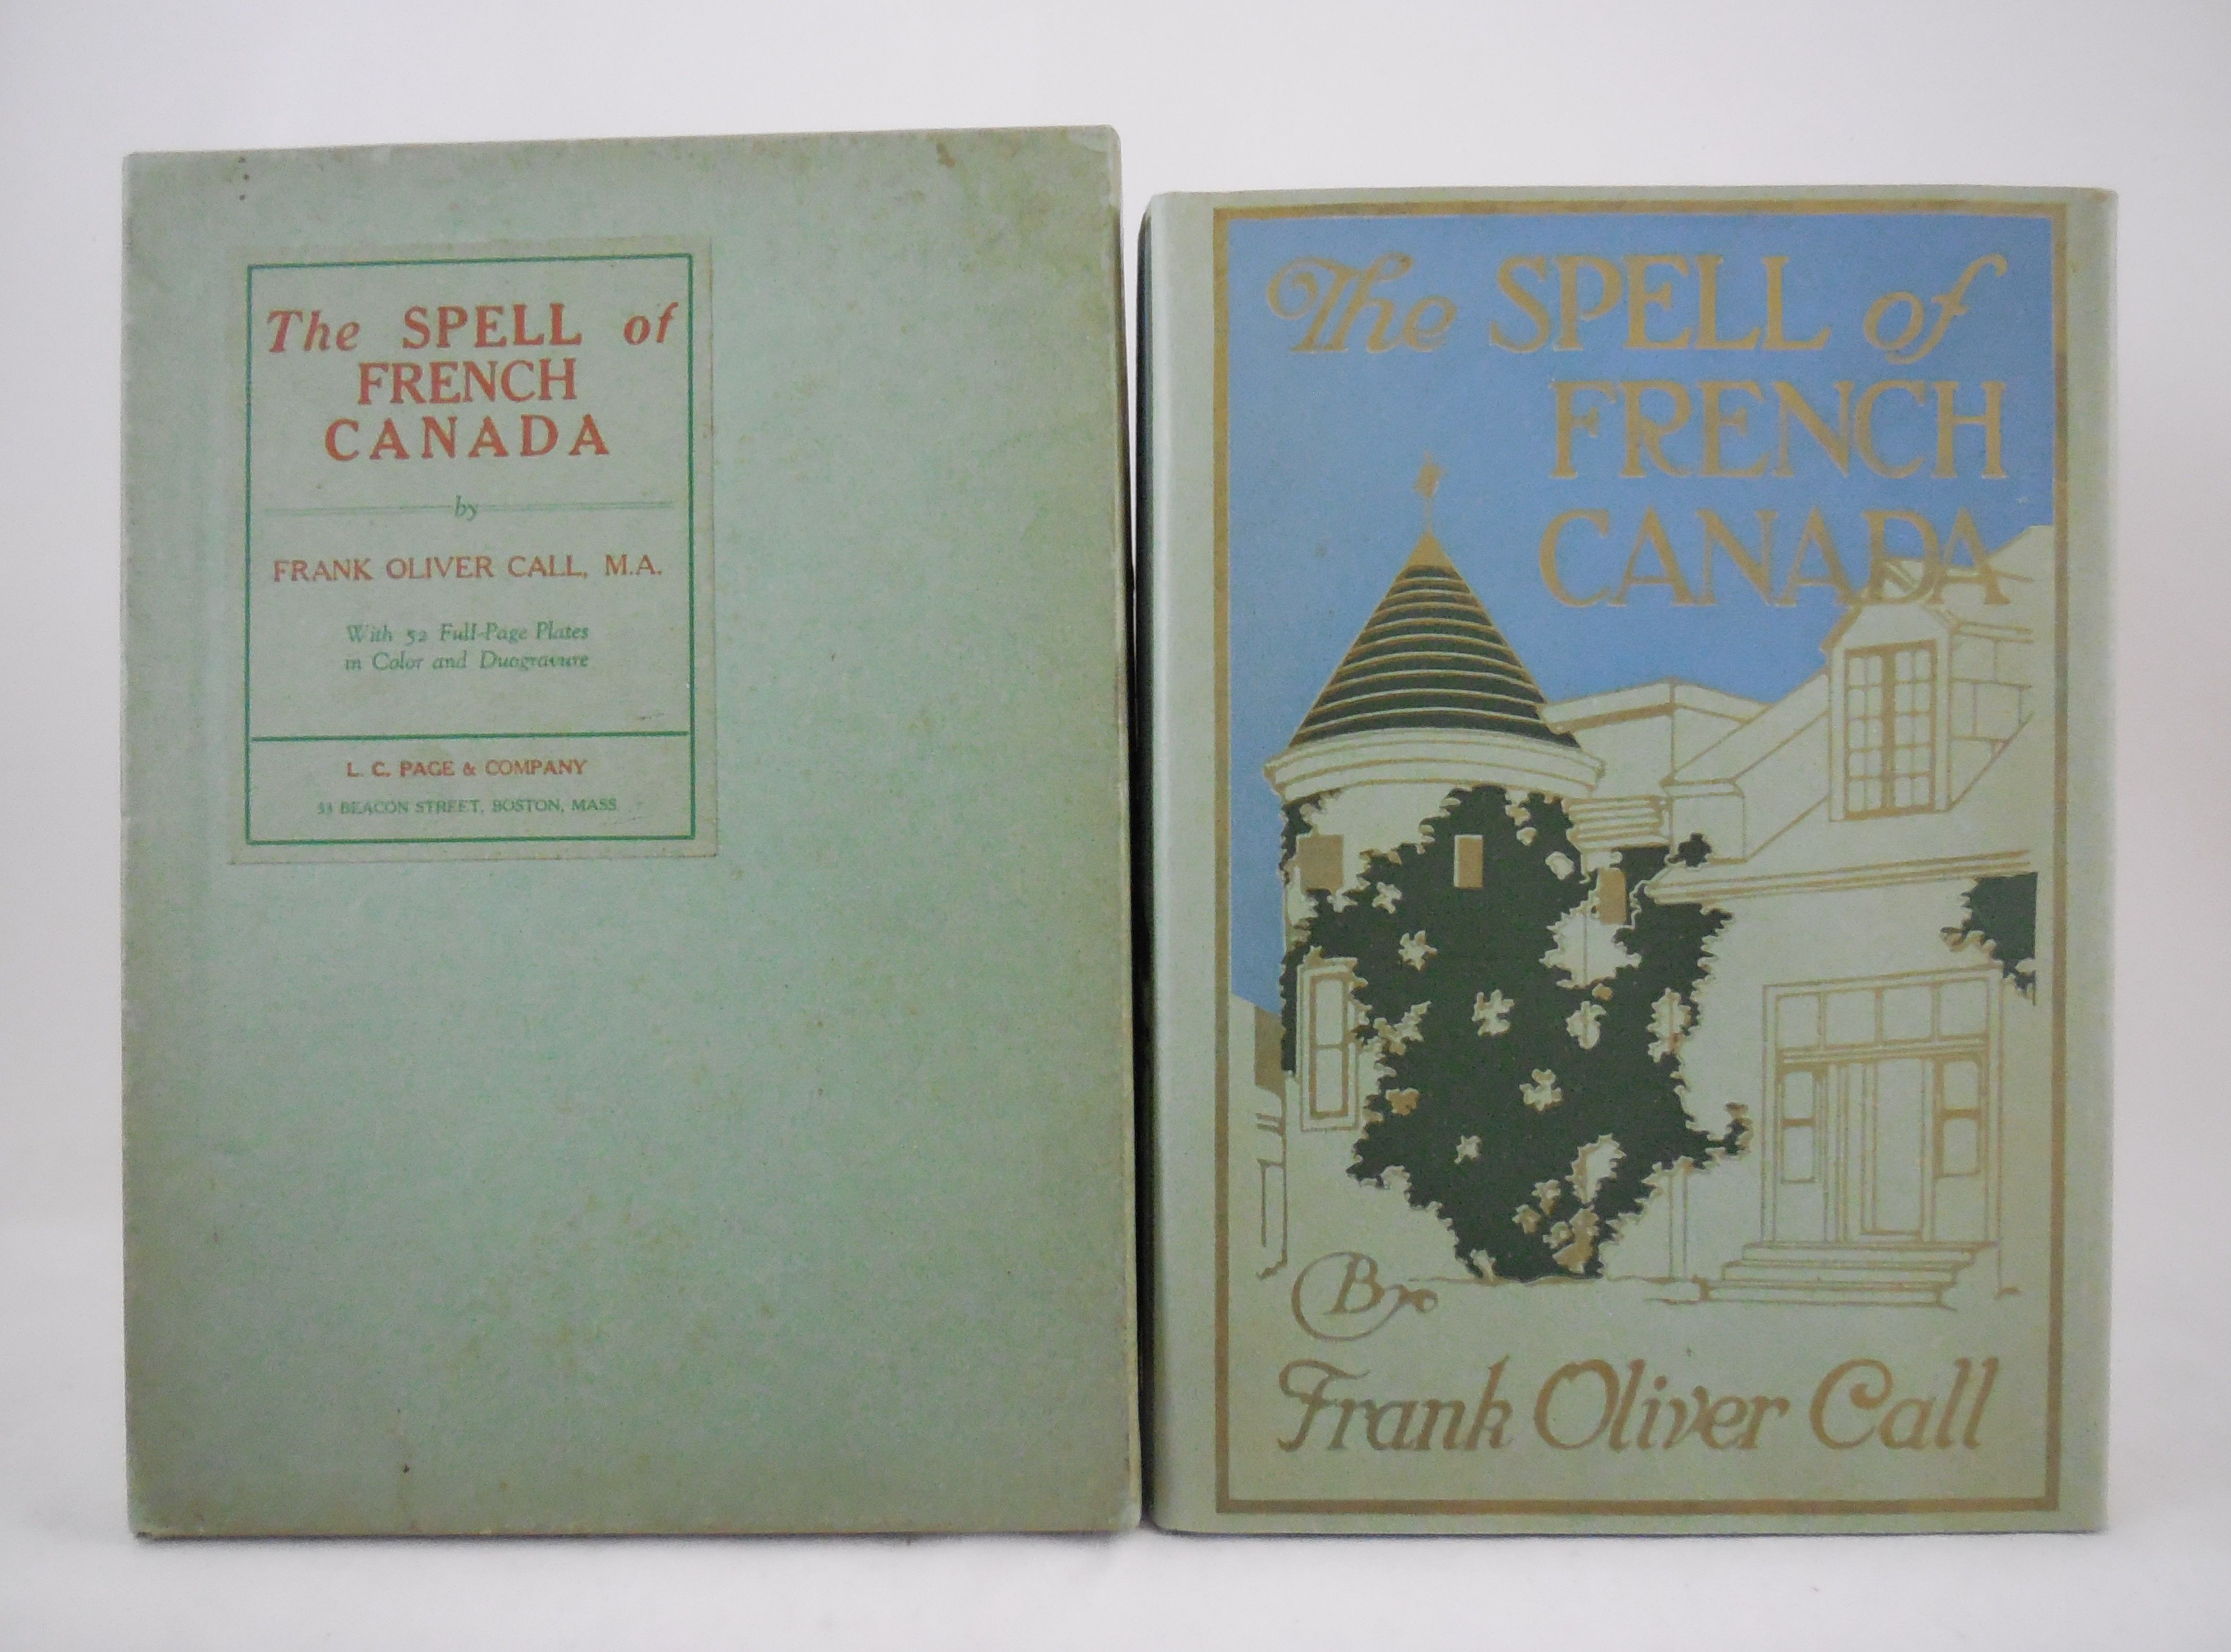 The SPELL of
FRENCH
CANADA
by
FRANK OLIVER CALL, M.A.
With 52 Full-Page Plates
in Color and Duogravure
L. C. PAGE & COMPANY
53 BEACON STREET, BOSTON, MASS
The SPELL of
FRENCH
CANADA
By
Frank Oliver Call